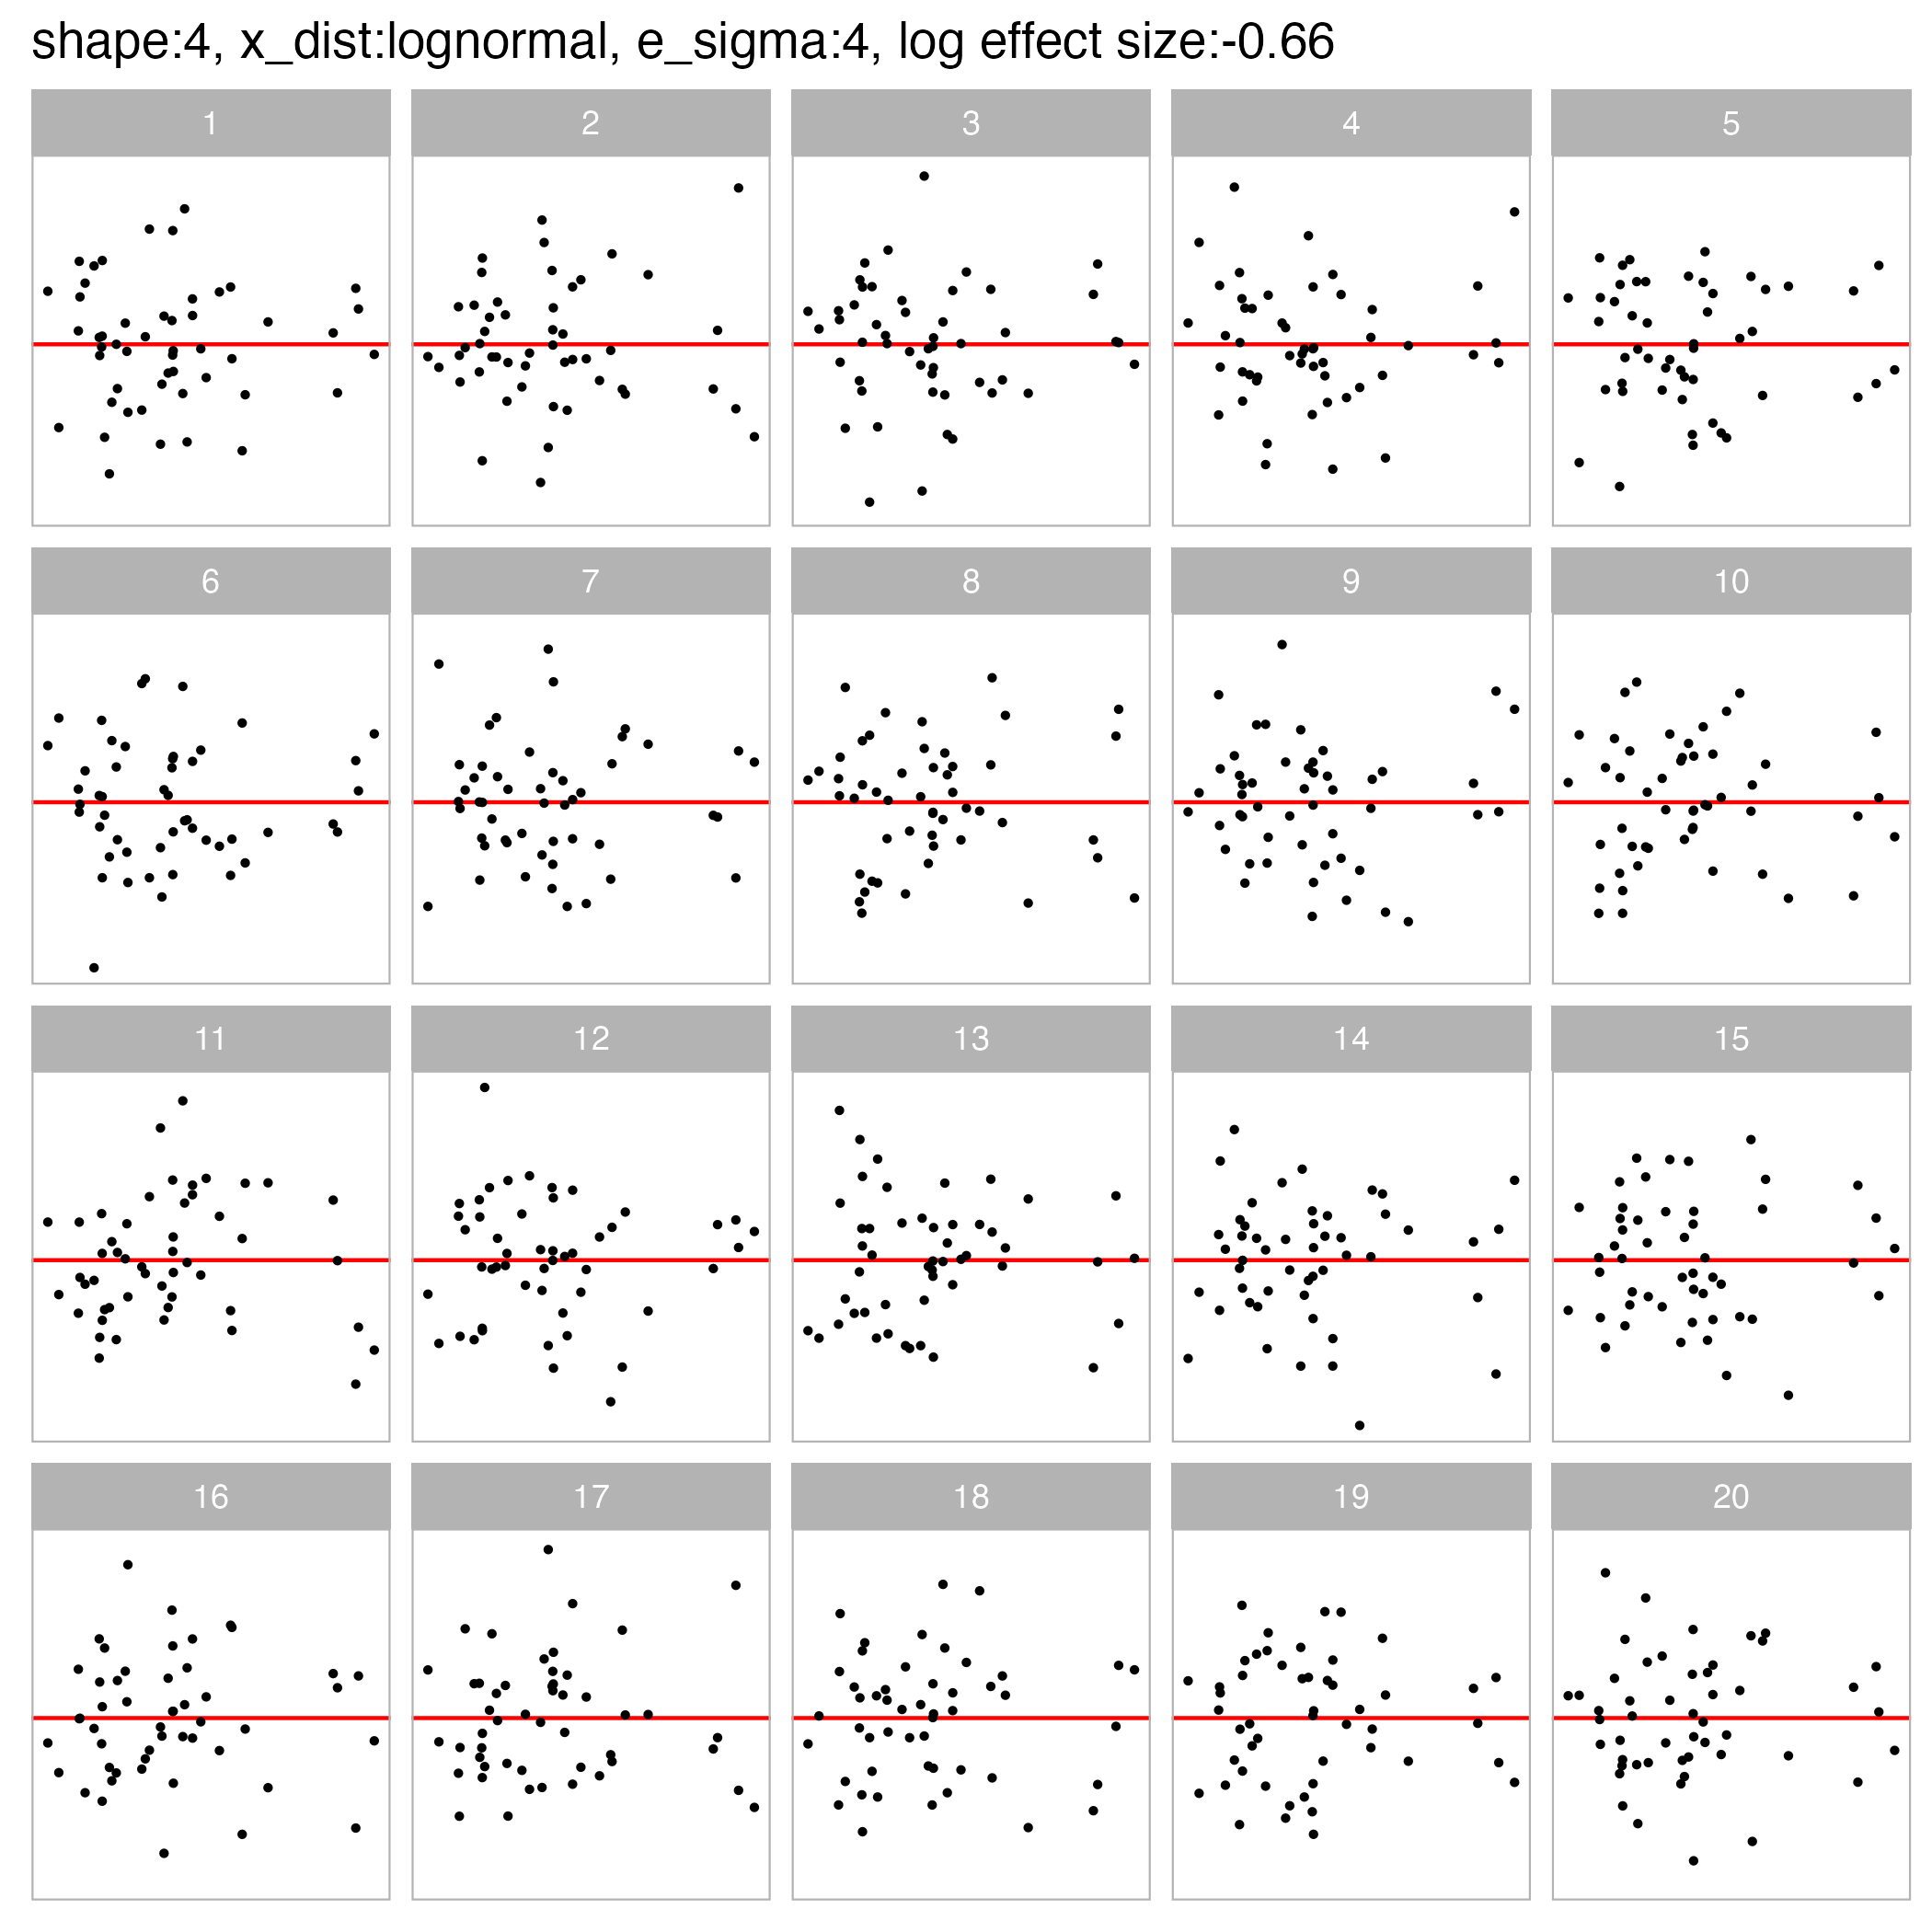 shape:4, x_dist:lognormal, e_sigma:4, log effect size:-0.66
1 2 3 4 5
6 7 8 9 10
11 12 13 14 15
16 17 18 19 20